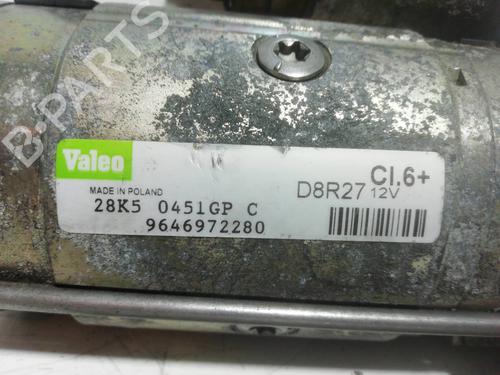 Valeo
MADE IN POLAND
28K5 0451GP C
9646972280
D8R27 12V
Cl.6+
B-PARTS